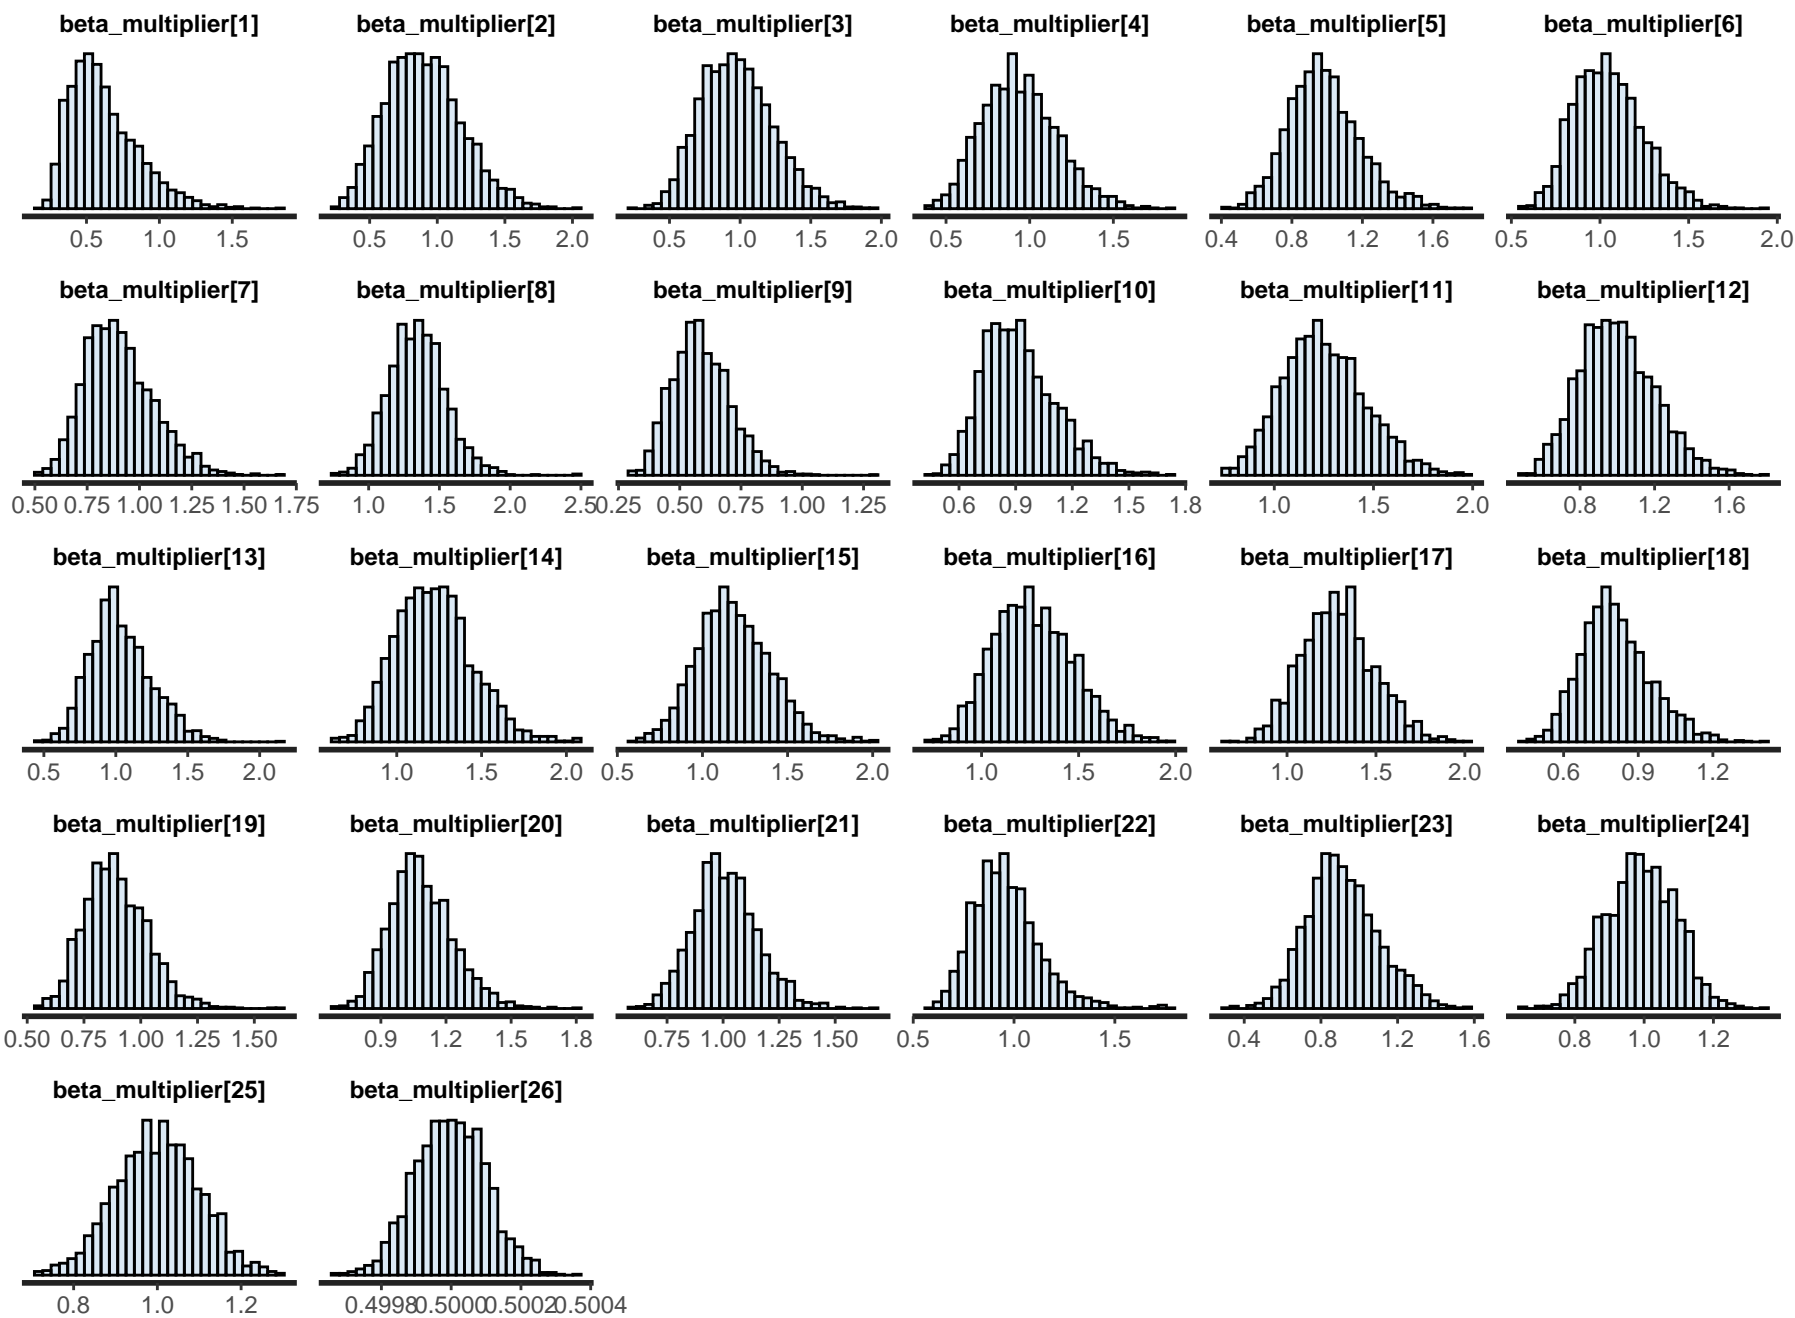 beta_multiplier[1] beta_multiplier[2] beta_multiplier[3] beta_multiplier[4] beta_multiplier[5] beta_multiplier[6]
0.5 1.0 1.5 0.5 1.0 1.5 2.0 0.5 1.0 1.5 2.0 0.5 1.0 1.5 0.4 0.8 1.2 1.6 0.5 1.0 1.5 2.0
beta_multiplier[7] beta_multiplier[8] beta_multiplier[9] beta_multiplier[10] beta_multiplier[11] beta_multiplier[12]
0.50 0.75 1.00 1.25 1.50 1.75 1.0 1.5 2.0 2.5 0.25 0.50 0.75 1.00 1.25 0.6 0.9 1.2 1.5 1.8 1.0 1.5 2.0 0.8 1.2 1.6
beta_multiplier[13] beta_multiplier[14] beta_multiplier[15] beta_multiplier[16] beta_multiplier[17] beta_multiplier[18]
0.5 1.0 1.5 2.0 1.0 1.5 2.0 0.5 1.0 1.5 2.0 1.0 1.5 2.0 1.0 1.5 2.0 0.6 0.9 1.2
beta_multiplier[19] beta_multiplier[20] beta_multiplier[21] beta_multiplier[22] beta_multiplier[23] beta_multiplier[24]
0.50 0.75 1.00 1.25 1.50 0.9 1.2 1.5 1.8 0.75 1.00 1.25 1.50 0.5 1.0 1.5 0.4 0.8 1.2 1.6 0.8 1.0 1.2
beta_multiplier[25] beta_multiplier[26]
0.8 1.0 1.2 0.4998 0.5000 0.5002 0.5004